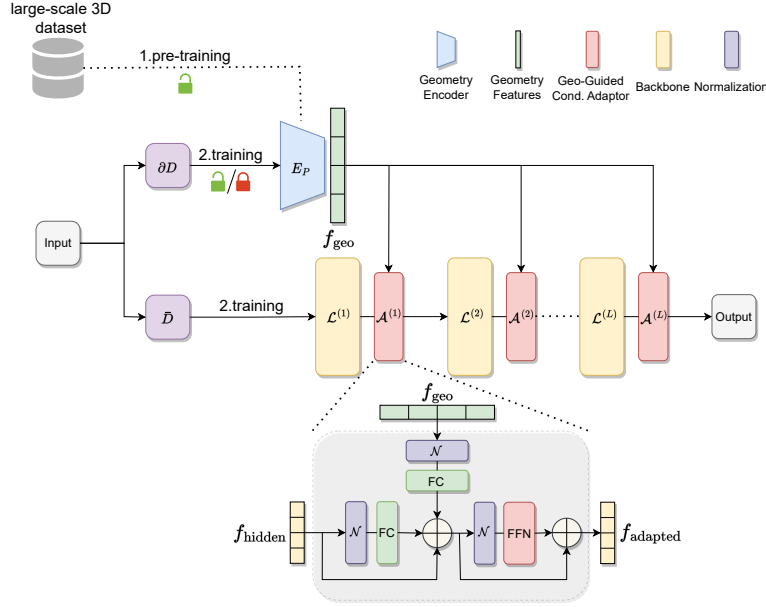 large-scale 3D
dataset
1.pre-training
Geometry
Encoder
Geometry
Features
Geo-Guided
Cond. Adaptor
Backbone
Normalization
∂D
2.training
/
E_P
f_geo
Input
D̄
2.training
ℒ^(1)
𝒜^(1)
ℒ^(2)
𝒜^(2)
ℒ^(L)
𝒜^(L)
Output
f_geo
𝒩
FC
f_hidden
𝒩
FC
𝒩
FFN
f_adapted